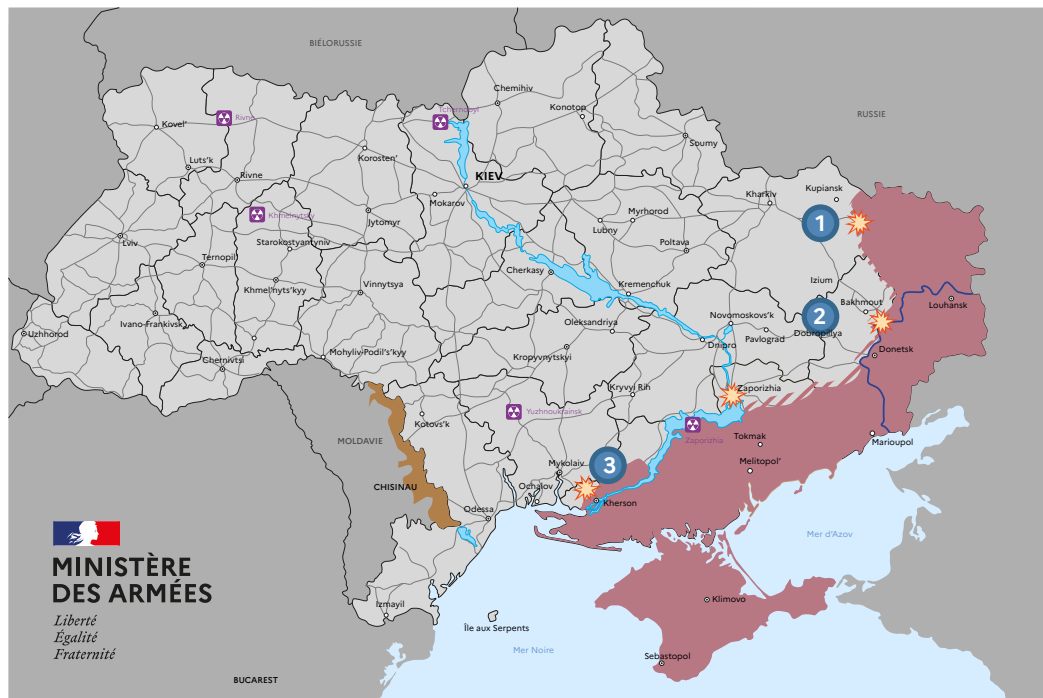 BIÉLORUSSIE
RUSSIE
Chernihiv
Konotop
Tchernobyl
Kovel'
Rivne
Soumy
Luts'k
Korosten'
KIEV
Rivne
Mokarov
Kharkiv
Kupiansk
Khmelnytsky
Jytomyr
Myrhorod
Lubny
1
Lviv
Starokostyantyniv
Poltava
Ternopil
Cherkasy
Izium
Khmel'nyts'kyy
Vinnytsya
Kremenchuk
Bakhmout
Louhansk
2
Ivano-Frankivsk
Oleksandriya
Novomoskovs'k
Pavlograd
Dobropillya
Uzhhorod
Chernivtsi
Mohyliv-Podil's'kyy
Kropyvnytskyi
Dnipro
Donetsk
Kryvyi Rih
Zaporizhia
Yuzhnoukrainsk
Kotovs'k
MOLDAVIE
Zaporizhia
Tokmak
Marioupol
Mykolaiv
3
Melitopol'
CHISINAU
Ochalov
Kherson
Odessa
Mer d'Azov
MINISTÈRE
DES ARMÉES
Liberté
Égalité
Fraternité
Izmayil
Île aux Serpents
Klimovo
Mer Noire
Sebastopol
BUCAREST